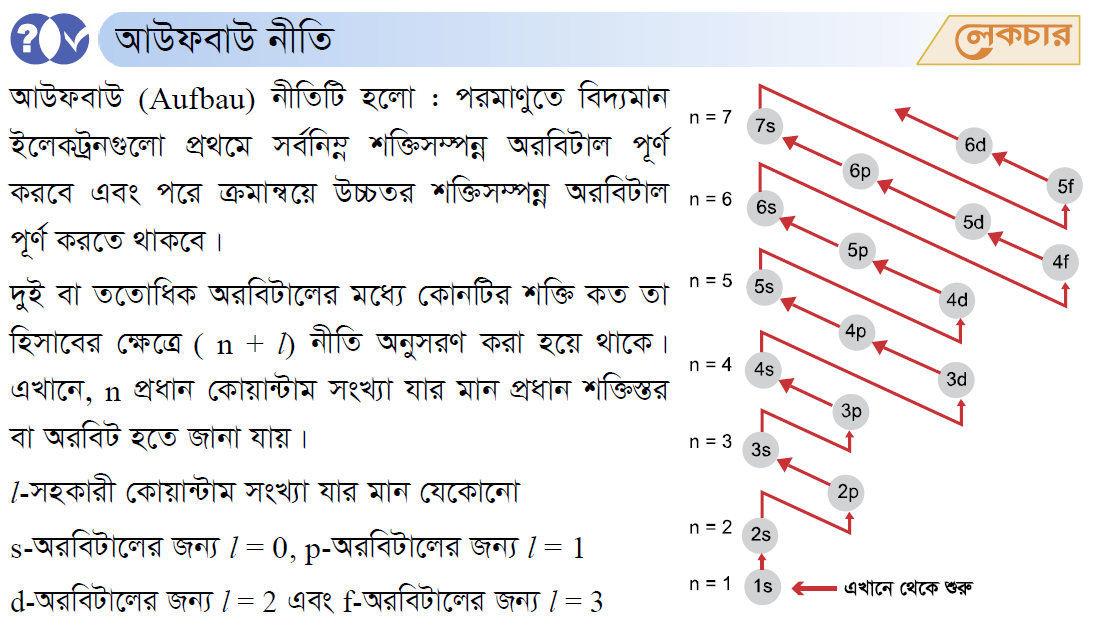 আউফবাউ নীতি
লেকচার
আউফবাউ (Aufbau) নীতিটি হলো : পরমাণুতে বিদ্যমান
ইলেকট্রনগুলো প্রথমে সর্বনিম্ন শক্তিসম্পন্ন অরবিটাল পূর্ণ
করবে এবং পরে ক্রমান্বয়ে উচ্চতর শক্তিসম্পন্ন অরবিটাল
পূর্ণ করতে থাকবে।
দুই বা ততোধিক অরবিটালের মধ্যে কোনটির শক্তি কত তা
হিসাবের ক্ষেত্রে ( n + l) নীতি অনুসরণ করা হয়ে থাকে।
এখানে, n প্রধান কোয়ান্টাম সংখ্যা যার মান প্রধান শক্তিস্তর
বা অরবিট হতে জানা যায়।
l-সহকারী কোয়ান্টাম সংখ্যা যার মান যেকোনো
s-অরবিটালের জন্য l = 0, p-অরবিটালের জন্য l = 1
d-অরবিটালের জন্য l = 2 এবং f-অরবিটালের জন্য l = 3
n = 7 7s 6d
6p 5f
n = 6 6s 5d
5p 4f
n = 5 5s 4d
4p
n = 4 4s 3d
3p
n = 3 3s
2p
n = 2 2s
n = 1 1s এখানে থেকে শুরু